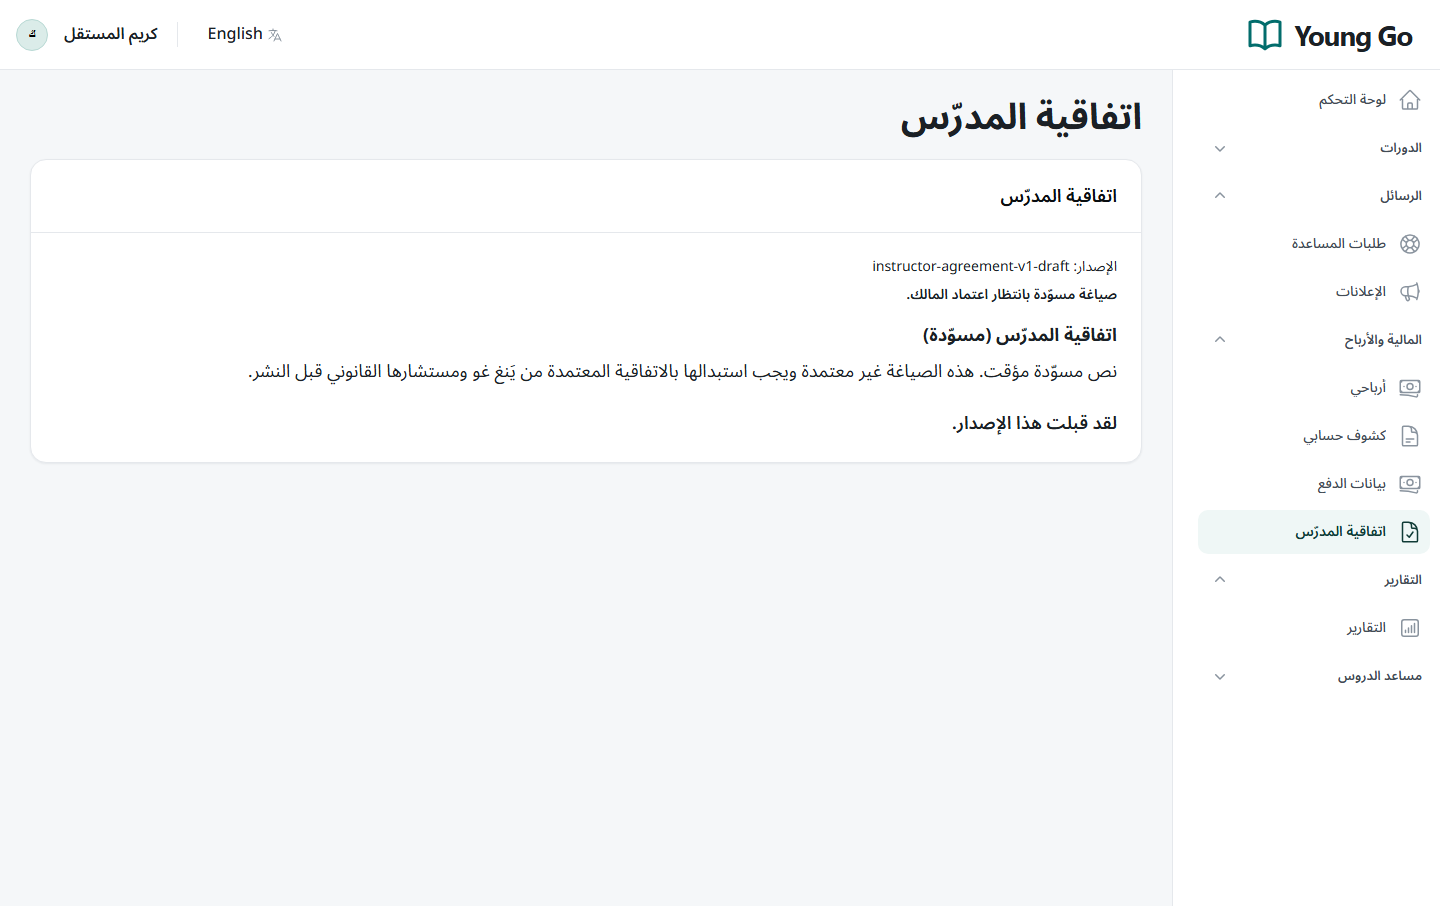 Young Go
English
كريم المستقل
ك
لوحة التحكم
الدورات
الرسائل
طلبات المساعدة
الإعلانات
المالية والأرباح
أرباحي
كشوف حسابي
بيانات الدفع
اتفاقية المدرّس
التقارير
التقارير
مساعد الدروس
اتفاقية المدرّس
اتفاقية المدرّس
الإصدار: instructor-agreement-v1-draft
صياغة مسوّدة بانتظار اعتماد المالك.
اتفاقية المدرّس (مسوّدة)
نص مسوّدة مؤقت. هذه الصياغة غير معتمدة ويجب استبدالها بالاتفاقية المعتمدة من يَنغ غو ومستشارها القانوني قبل النشر.
لقد قبلت هذا الإصدار.